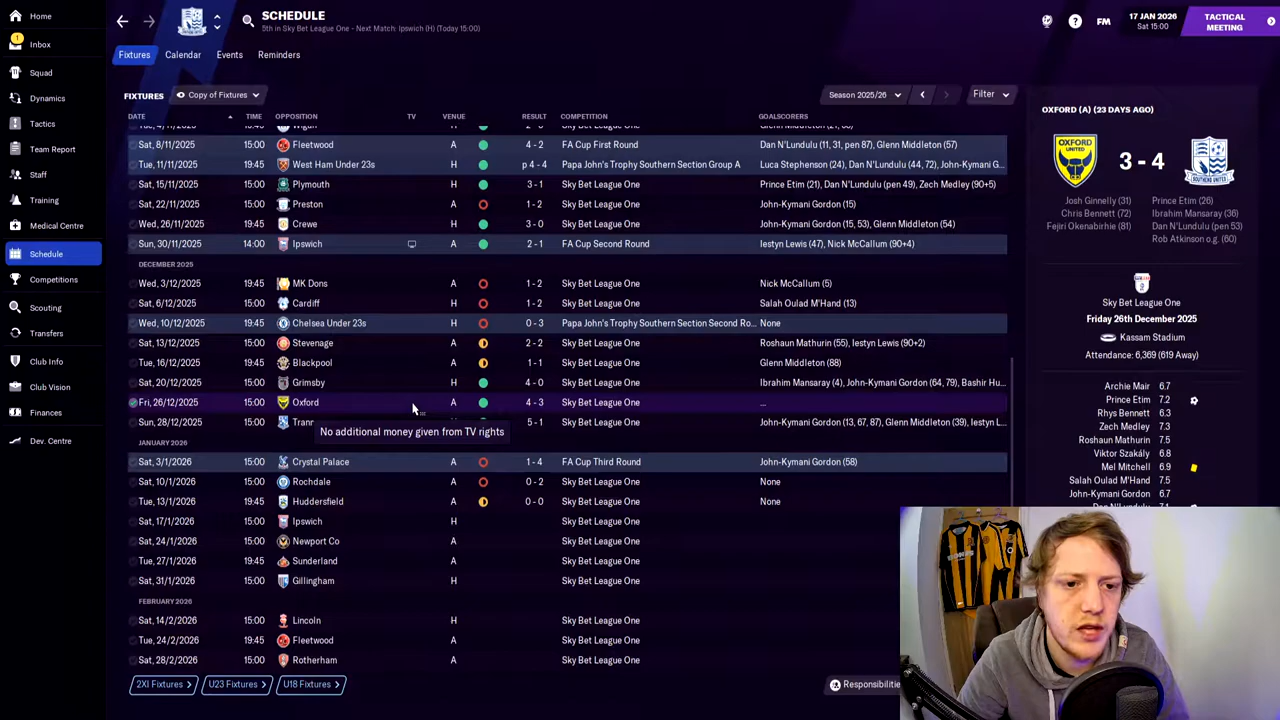 Home
SCHEDULE
5th in Sky Bet League One - Next Match: Ipswich (H) (Today 15:00)
FM
17 JAN 2026
Sat 15:00
TACTICAL MEETING
1
Inbox
Squad
Dynamics
Tactics
Team Report
Staff
Training
Medical Centre
Schedule
Competitions
Scouting
Transfers
Club Info
Club Vision
Finances
Dev. Centre
Fixtures Calendar Events Reminders
FIXTURES Copy of Fixtures Season 2025/26 Filter
DATE TIME OPPOSITION TV VENUE RESULT COMPETITION GOALSCORERS
Sat, 8/11/2025 15:00 Fleetwood A 4 - 2 FA Cup First Round Dan N'Lundulu (11, 31, pen 87), Glenn Middleton (57)
Tue, 11/11/2025 19:45 West Ham Under 23s H p 4 - 4 Papa John's Trophy Southern Section Group A Luca Stephenson (24), Dan N'Lundulu (44, 72), John-Kymani G...
Sat, 15/11/2025 15:00 Plymouth H 3 - 1 Sky Bet League One Prince Etim (21), Dan N'Lundulu (pen 49), Zech Medley (90+5)
Sat, 22/11/2025 15:00 Preston A 1 - 2 Sky Bet League One John-Kymani Gordon (15)
Wed, 26/11/2025 19:45 Crewe H 3 - 0 Sky Bet League One John-Kymani Gordon (15, 53), Glenn Middleton (54)
Sun, 30/11/2025 14:00 Ipswich A 2 - 1 FA Cup Second Round Iestyn Lewis (47), Nick McCallum (90+4)
DECEMBER 2025
Wed, 3/12/2025 19:45 MK Dons A 1 - 2 Sky Bet League One Nick McCallum (5)
Sat, 6/12/2025 15:00 Cardiff H 1 - 2 Sky Bet League One Salah Oulad M'Hand (13)
Wed, 10/12/2025 19:45 Chelsea Under 23s H 0 - 3 Papa John's Trophy Southern Section Second Ro... None
Sat, 13/12/2025 15:00 Stevenage A 2 - 2 Sky Bet League One Roshaun Mathurin (55), Iestyn Lewis (90+2)
Tue, 16/12/2025 19:45 Blackpool A 1 - 1 Sky Bet League One Glenn Middleton (88)
Sat, 20/12/2025 15:00 Grimsby H 4 - 0 Sky Bet League One Ibrahim Mansaray (4), John-Kymani Gordon (64, 79), Bashir Hu...
Fri, 26/12/2025 15:00 Oxford A 4 - 3 Sky Bet League One ...
Sun, 28/12/2025 15:00 Trann 5 - 1 Sky Bet League One John-Kymani Gordon (13, 67, 87), Glenn Middleton (39), Iestyn L...
No additional money given from TV rights
JANUARY 2026
Sat, 3/1/2026 15:00 Crystal Palace A 1 - 4 FA Cup Third Round John-Kymani Gordon (58)
Sat, 10/1/2026 15:00 Rochdale A 0 - 2 Sky Bet League One None
Tue, 13/1/2026 19:45 Huddersfield A 0 - 0 Sky Bet League One None
Sat, 17/1/2026 15:00 Ipswich H Sky Bet League One
Sat, 24/1/2026 15:00 Newport Co A Sky Bet League One
Tue, 27/1/2026 19:45 Sunderland A Sky Bet League One
Sat, 31/1/2026 15:00 Gillingham H Sky Bet League One
FEBRUARY 2026
Sat, 14/2/2026 15:00 Lincoln H Sky Bet League One
Tue, 24/2/2026 19:45 Fleetwood A Sky Bet League One
Sat, 28/2/2026 15:00 Rotherham A Sky Bet League One
2XI Fixtures U23 Fixtures U18 Fixtures Responsibilitie
OXFORD (A) (23 DAYS AGO)
OXFORD UNITED
3 - 4
Josh Ginnelly (31) Prince Etim (26)
Chris Bennett (72) Ibrahim Mansaray (36)
Fejiri Okenabirhie (81) Dan N'Lundulu (pen 53)
Rob Atkinson o.g. (60)
Sky Bet League One
Friday 26th December 2025
Kassam Stadium
Attendance: 6,369 (619 Away)
Archie Mair 6.7
Prince Etim 7.2
Rhys Bennett 6.3
Zech Medley 7.3
Roshaun Mathurin 7.5
Viktor Szakály 6.8
Mel Mitchell 6.9
Salah Oulad M'Hand 7.5
John-Kymani Gordon 6.7